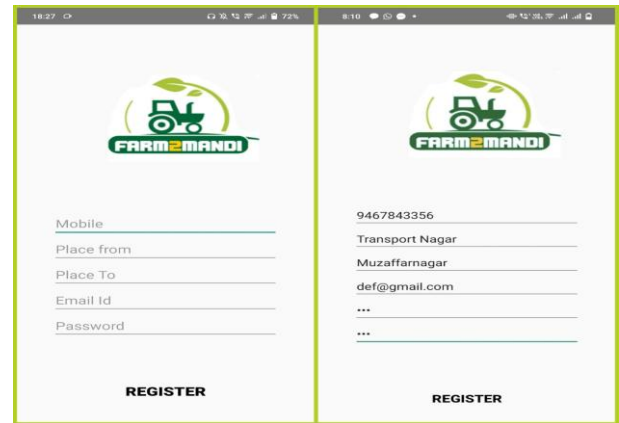 18:27 72%
FARM2MANDI
Mobile
Place from
Place To
Email Id
Password
REGISTER
8:10
FARM2MANDI
9467843356
Transport Nagar
Muzaffarnagar
def@gmail.com
•••
•••
REGISTER